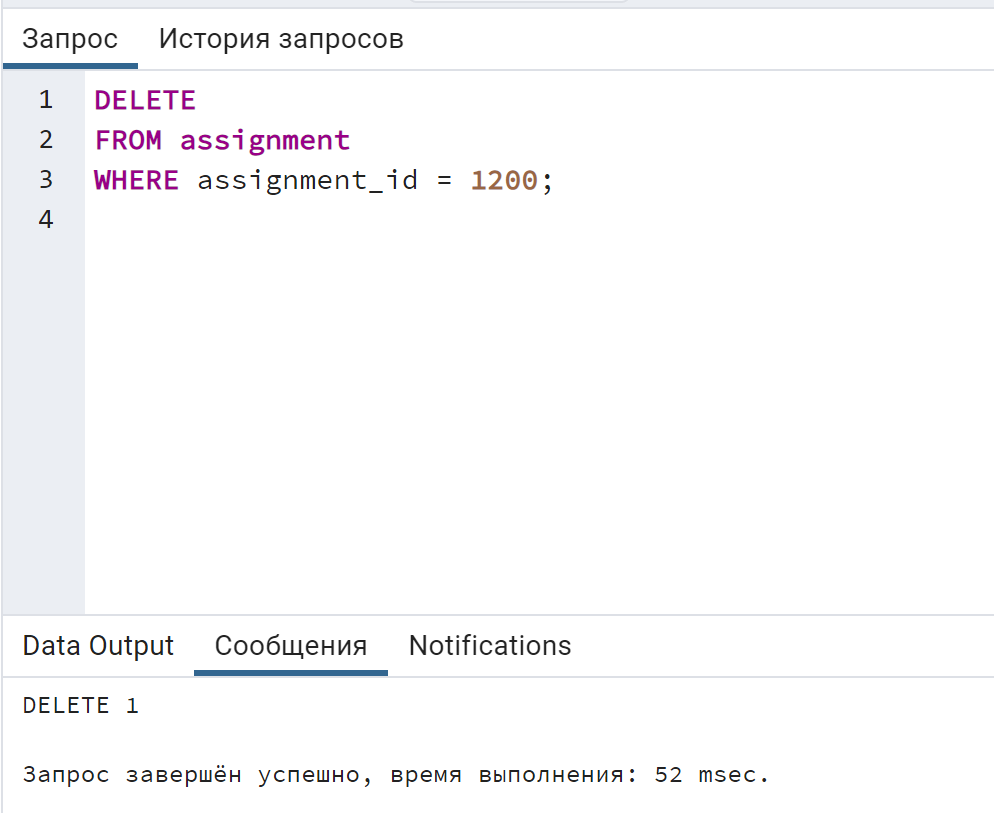 Запрос История запросов
1 DELETE
2 FROM assignment
3 WHERE assignment_id = 1200;
4
Data Output Сообщения Notifications
DELETE 1
Запрос завершён успешно, время выполнения: 52 msec.